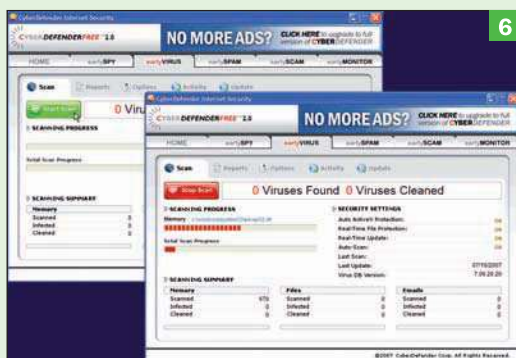 6
CyberDefender Internet Security
CYBERDEFENDERFREE 2.0
NO MORE ADS?
CLICK HERE to upgrade to full
version of CYBERDEFENDER
HOME earlySPY earlyVIRUS earlySPAM earlySCAM earlyMONITOR
Scan Reports Options Activity Update
Start Scan
0 Viru
SCANNING PROGRESS
Total Scan Progress
SCANNING SUMMARY
Memory
Scanned 0
Infected 0
Cleaned 0
CyberDefender Internet Security
CYBERDEFENDERFREE 2.0
NO MORE ADS?
CLICK HERE to upgrade to full
version of CYBERDEFENDER
HOME earlySPY earlyVIRUS earlySPAM earlySCAM earlyMONITOR
Scan Reports Options Activity Update
Stop Scan
0 Viruses Found 0 Viruses Cleaned
SCANNING PROGRESS
Memory
Total Scan Progress
SECURITY SETTINGS
Auto Antivirus Protection: ON
Real-Time File Protection: ON
Real-Time Update: ON
Auto-Scan: ON
Last Scan:
Last Update: 07/10/2007
Virus DB Version:
SCANNING SUMMARY
Memory Files Emails
Scanned Scanned 0 Scanned 0
Infected 0 Infected 0 Infected 0
Cleaned 0 Cleaned 0 Cleaned 0
©2007 CyberDefender Corp. All Rights Reserved.